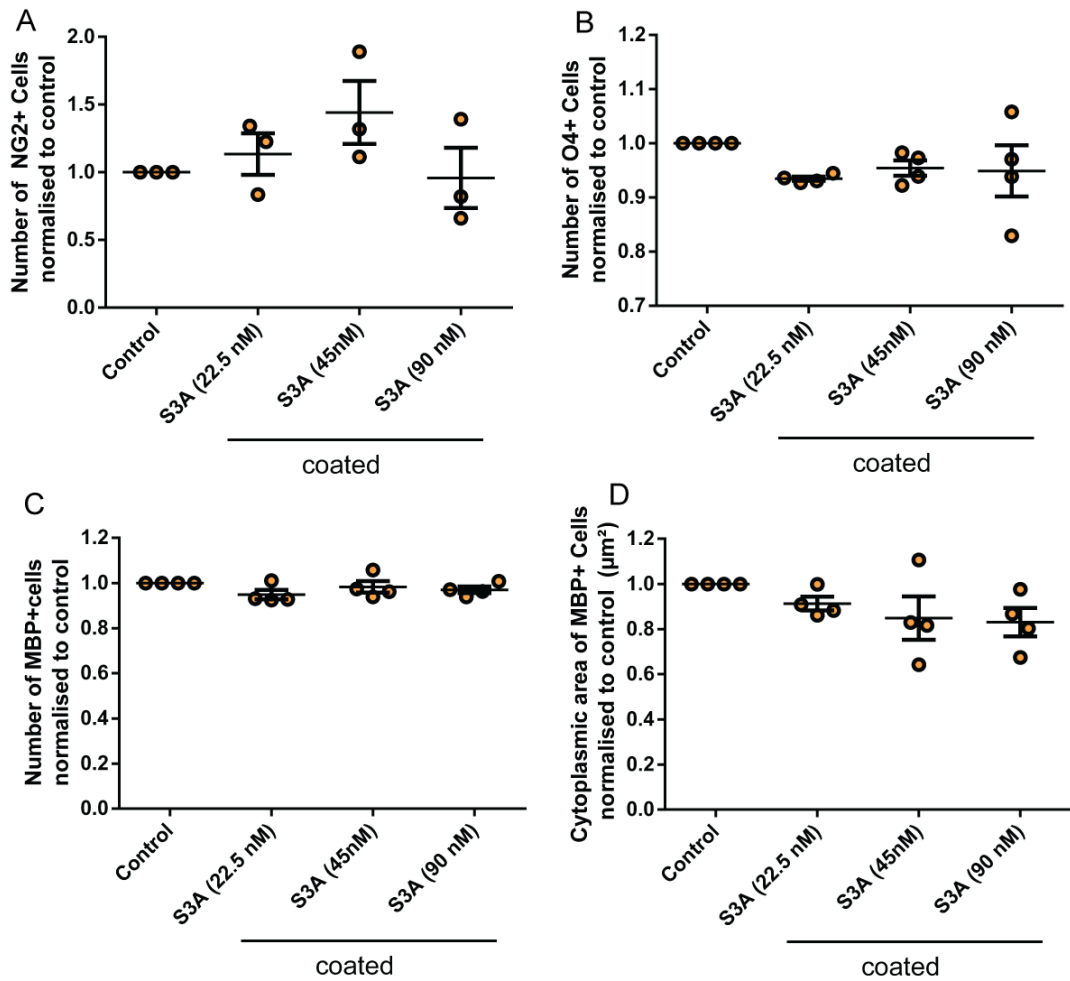 A
Number of NG2+ Cells
normalised to control
2.0
1.5
1.0
0.5
0.0
Control
S3A (22.5 nM)
S3A (45nM)
S3A (90 nM)
coated
B
Number of O4+ Cells
normalised to control
1.2
1.1
1.0
0.9
0.8
0.7
Control
S3A (22.5 nM)
S3A (45nM)
S3A (90 nM)
coated
C
Number of MBP+cells
normalised to control
1.2
1.0
0.8
0.6
0.4
0.2
0.0
Control
S3A (22.5 nM)
S3A (45nM)
S3A (90 nM)
coated
D
Cytoplasmic area of MBP+ Cells
normalised to control (µm²)
1.2
1.0
0.8
0.6
0.4
0.2
0.0
Control
S3A (22.5 nM)
S3A (45nM)
S3A (90 nM)
coated